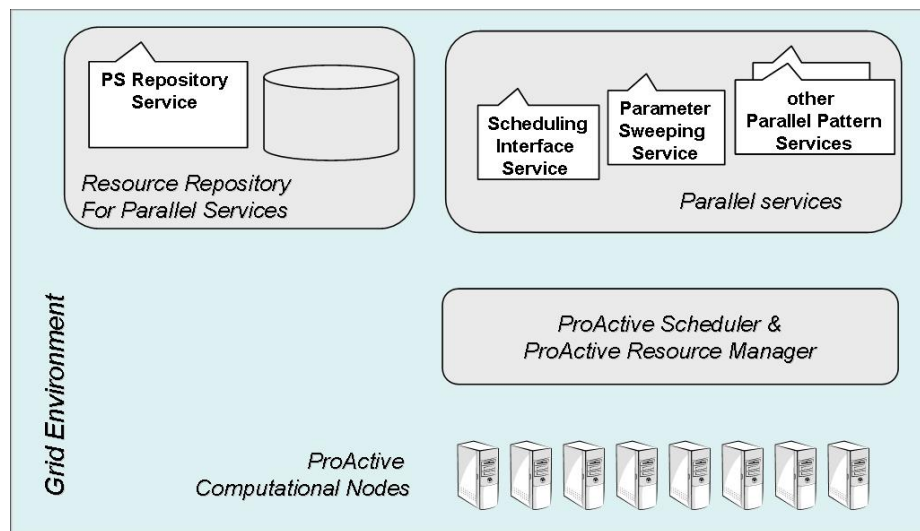 PS Repository
Service
Resource Repository
For Parallel Services
Scheduling
Interface
Service
Parameter
Sweeping
Service
other
Parallel Pattern
Services
Parallel services
ProActive Scheduler &
ProActive Resource Manager
Grid Environment
ProActive
Computational Nodes